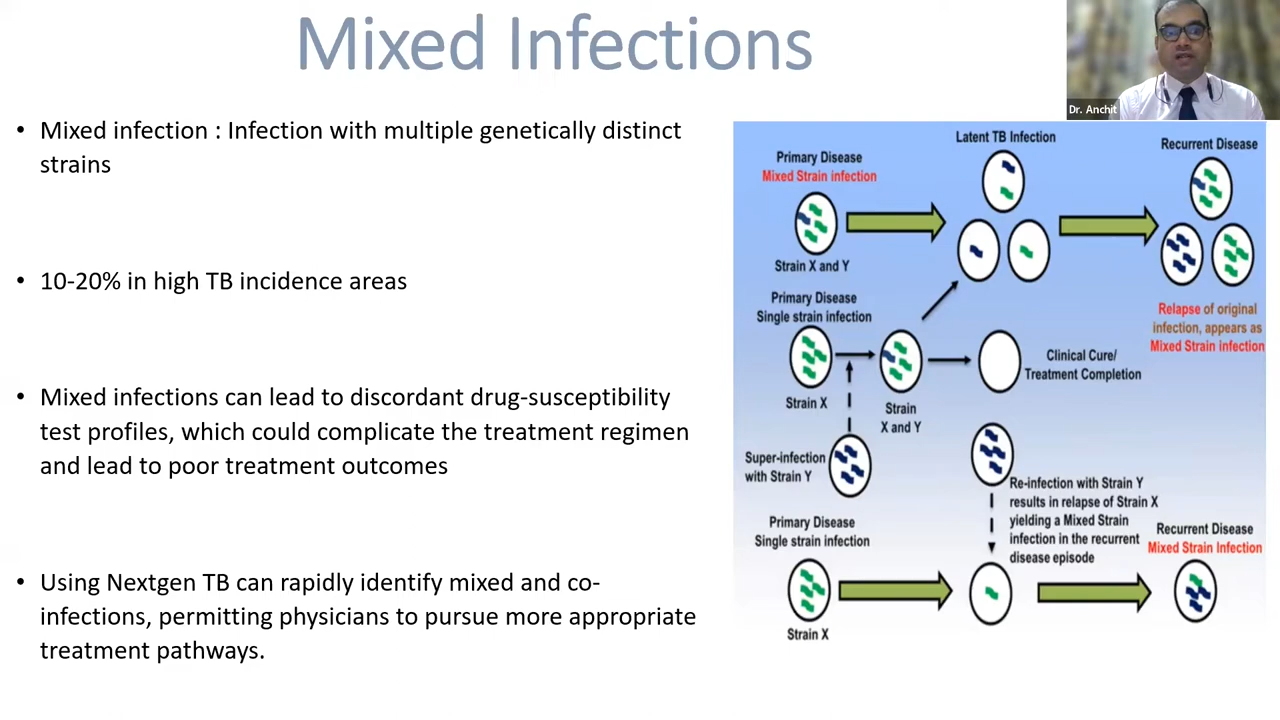 Mixed Infections
Dr. Anchit
• Mixed infection : Infection with multiple genetically distinct
strains
• 10-20% in high TB incidence areas
• Mixed infections can lead to discordant drug-susceptibility
test profiles, which could complicate the treatment regimen
and lead to poor treatment outcomes
• Using Nextgen TB can rapidly identify mixed and co-
infections, permitting physicians to pursue more appropriate
treatment pathways.
Primary Disease
Mixed Strain infection
Strain X and Y
Latent TB Infection
Recurrent Disease
Relapse of original
infection, appears as
Mixed Strain infection
Primary Disease
Single strain infection
Strain X
Strain
X and Y
Clinical Cure/
Treatment Completion
Super-infection
with Strain Y
Re-infection with Strain Y
results in relapse of Strain X
yielding a Mixed Strain
infection in the recurrent
disease episode
Primary Disease
Single strain infection
Strain X
Recurrent Disease
Mixed Strain Infection